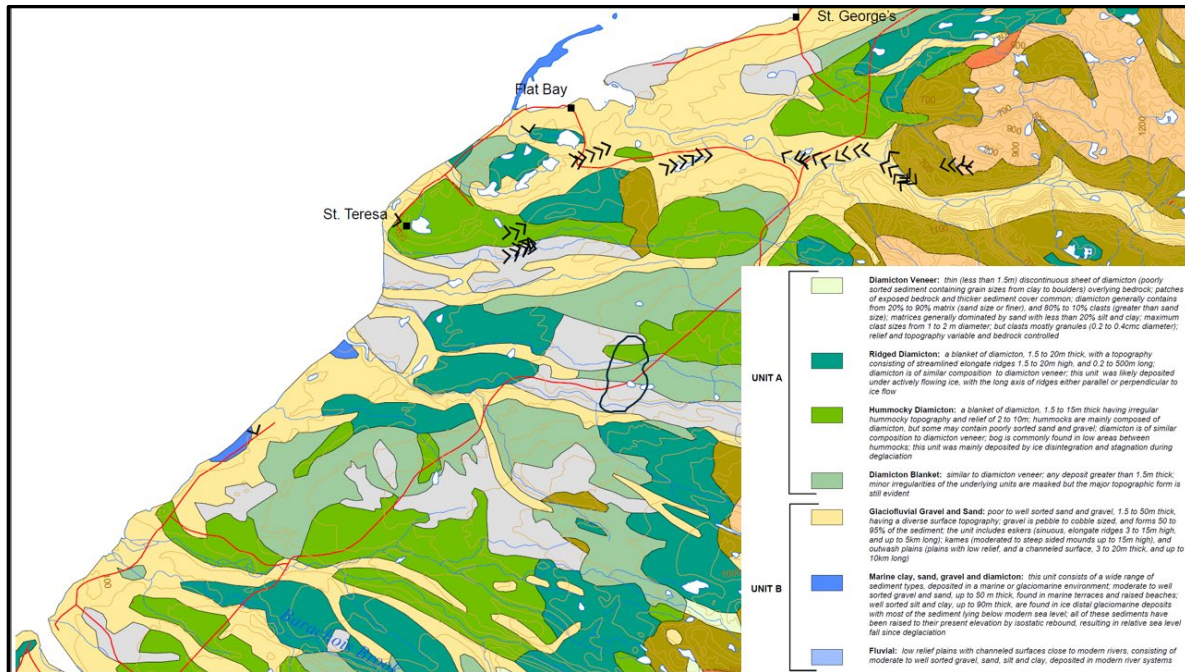 St. George's
Flat Bay
St. Teresa
UNIT A
Diamicton Veneer: thin (less than 1.5m) discontinuous sheet of diamicton (poorly
sorted sediment containing grain sizes from clay to boulders) overlying bedrock; patches
of exposed bedrock and thicker sediment cover common; diamicton generally contains
from 20% to 90% matrix (sand size or finer), and 80% to 10% clasts (greater than sand
size); matrices generally dominated by sand with less than 20% silt and clay; maximum
clast sizes from 1 to 2 m diameter; but clasts mostly granules (0.2 to 0.4cmc diameter);
relief and topography variable and bedrock controlled
Ridged Diamicton: a blanket of diamicton, 1.5 to 20m thick, with a topography
consisting of streamlined elongate ridges 1.5 to 20m high, and 0.2 to 500m long;
diamicton is of similar composition to diamicton veneer; this unit was likely deposited
under actively flowing ice, with the long axis of ridges either parallel or perpendicular to
ice flow
Hummocky Diamicton: a blanket of diamicton, 1.5 to 15m thick having irregular
hummocky topography and relief of 2 to 10m; hummocks are mainly composed of
diamicton, but some may contain poorly sorted sand and gravel; diamicton is of similar
composition to diamicton veneer; bog is commonly found in low areas between
hummocks; this unit was mainly deposited by ice disintegration and stagnation during
deglaciation
Diamicton Blanket: similar to diamicton veneer; any deposit greater than 1.5m thick;
minor irregularities of the underlying units are masked but the major topographic form is
still evident
UNIT B
Glaciofluvial Gravel and Sand: poor to well sorted sand and gravel, 1.5 to 50m thick,
having a diverse surface topography; gravel is pebble to cobble sized, and forms 50 to
95% of the sediment; the unit includes eskers (sinuous, elongate ridges 3 to 15m high,
and up to 5km long); kames (moderated to steep sided mounds up to 15m high), and
outwash plains (plains with low relief, and a channeled surface, 3 to 20m thick, and up to
10km long)
Marine clay, sand, gravel and diamicton: this unit consists of a wide range of
sediment types, deposited in a marine or glaciomarine environment; moderate to well
sorted gravel and sand, up to 50 m thick, found in marine terraces and raised beaches;
well sorted silt and clay, up to 90m thick, are found in ice distal glaciomarine deposits
with most of the sediment lying below modern sea level; all of these sediments have
been raised to their present elevation by isostatic rebound, resulting in relative sea level
fall since deglaciation
Fluvial: low relief plains with channeled surfaces close to modern rivers, consisting of
moderate to well sorted gravel, sand, silt and clay, deposited in modern river systems